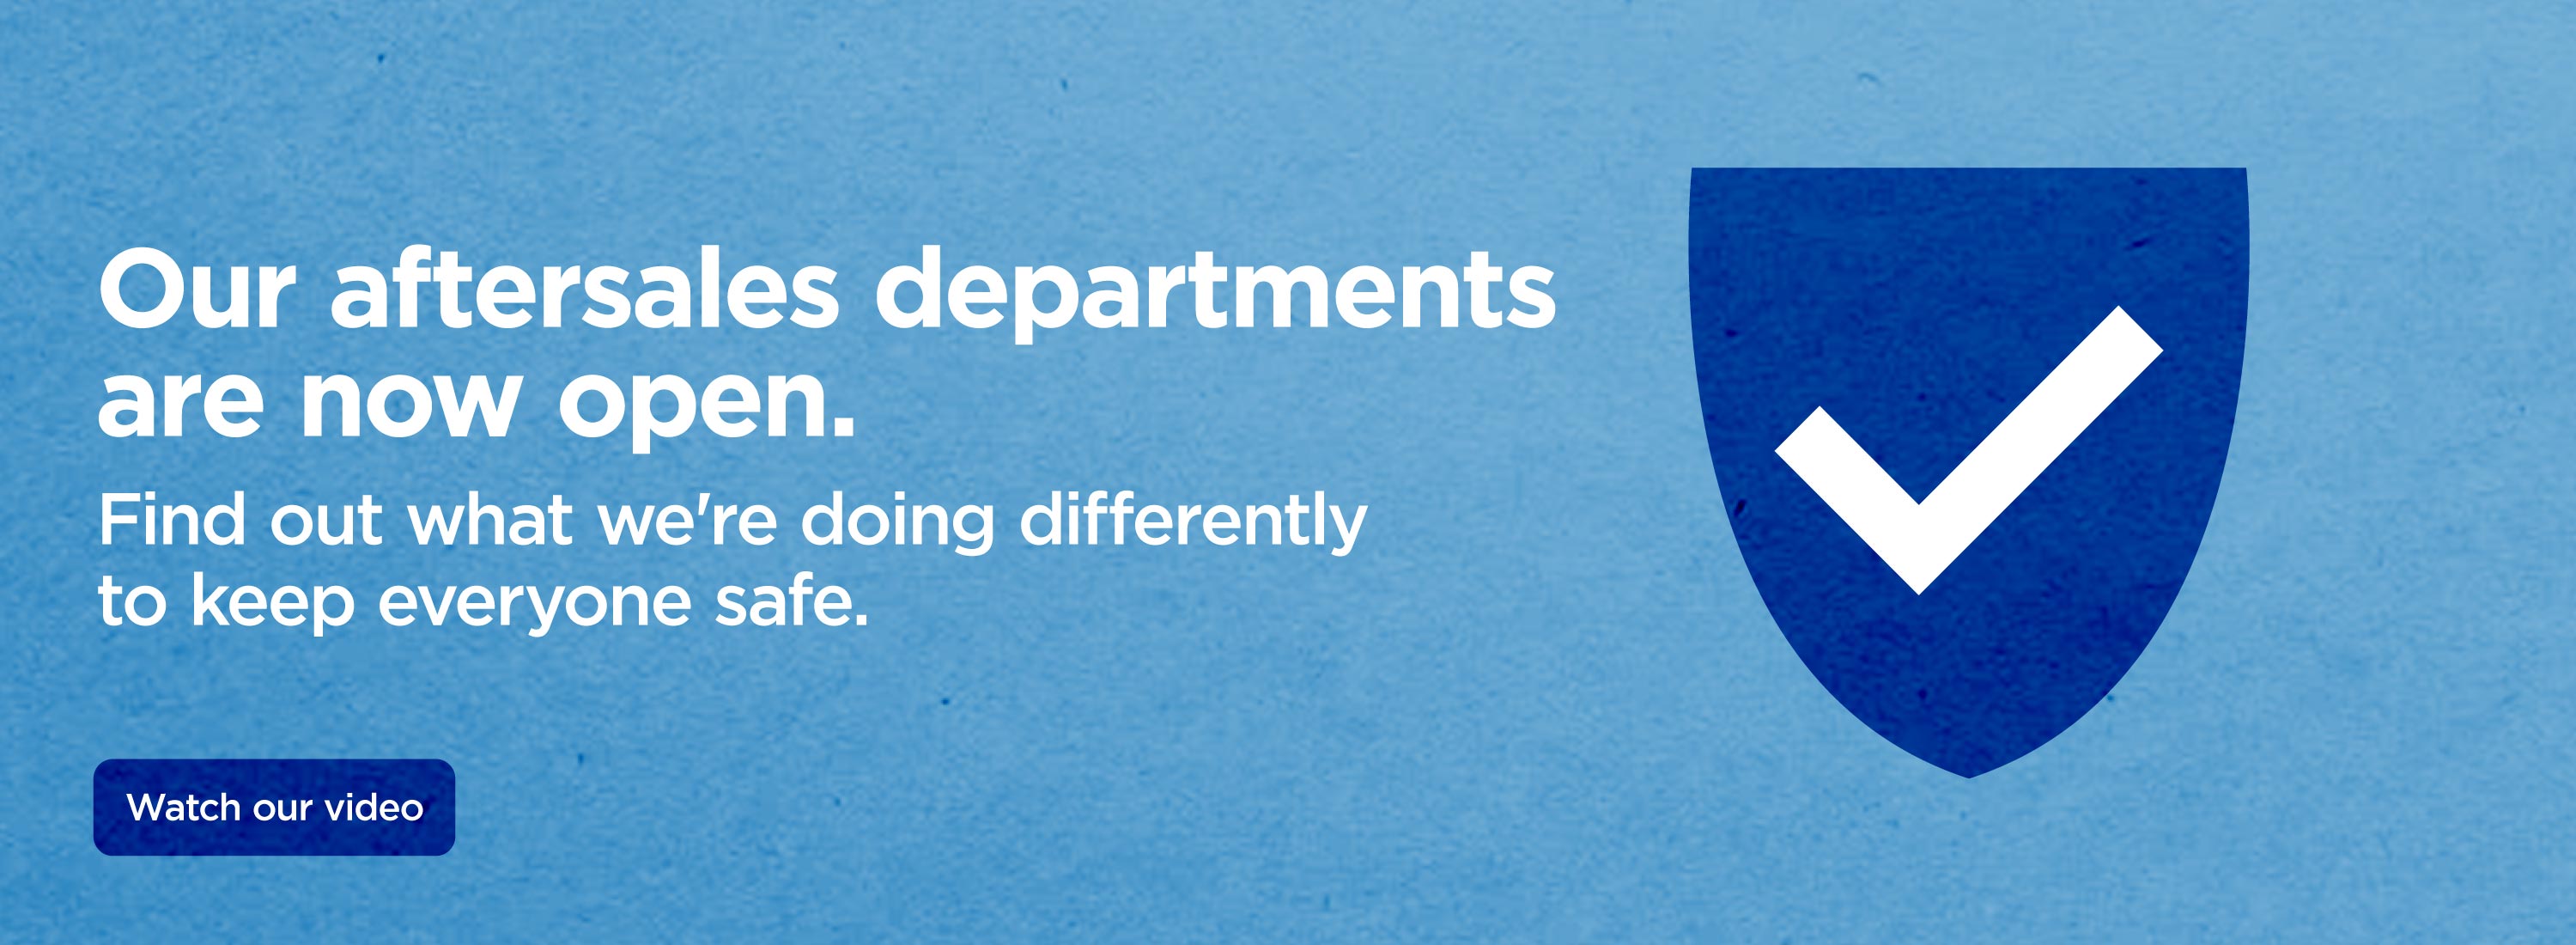 Our aftersales departments
are now open.
Find out what we're doing differently
to keep everyone safe.
Watch our video